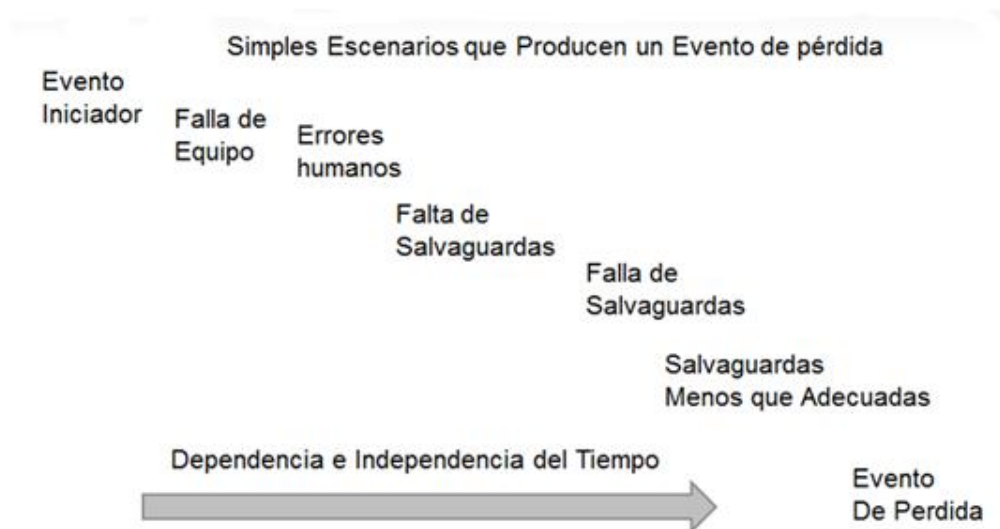 Simples Escenarios que Producen un Evento de pérdida
Evento
Iniciador
Falla de
Equipo
Errores
humanos
Falta de
Salvaguardas
Falla de
Salvaguardas
Salvaguardas
Menos que Adecuadas
Dependencia e Independencia del Tiempo
Evento
De Perdida